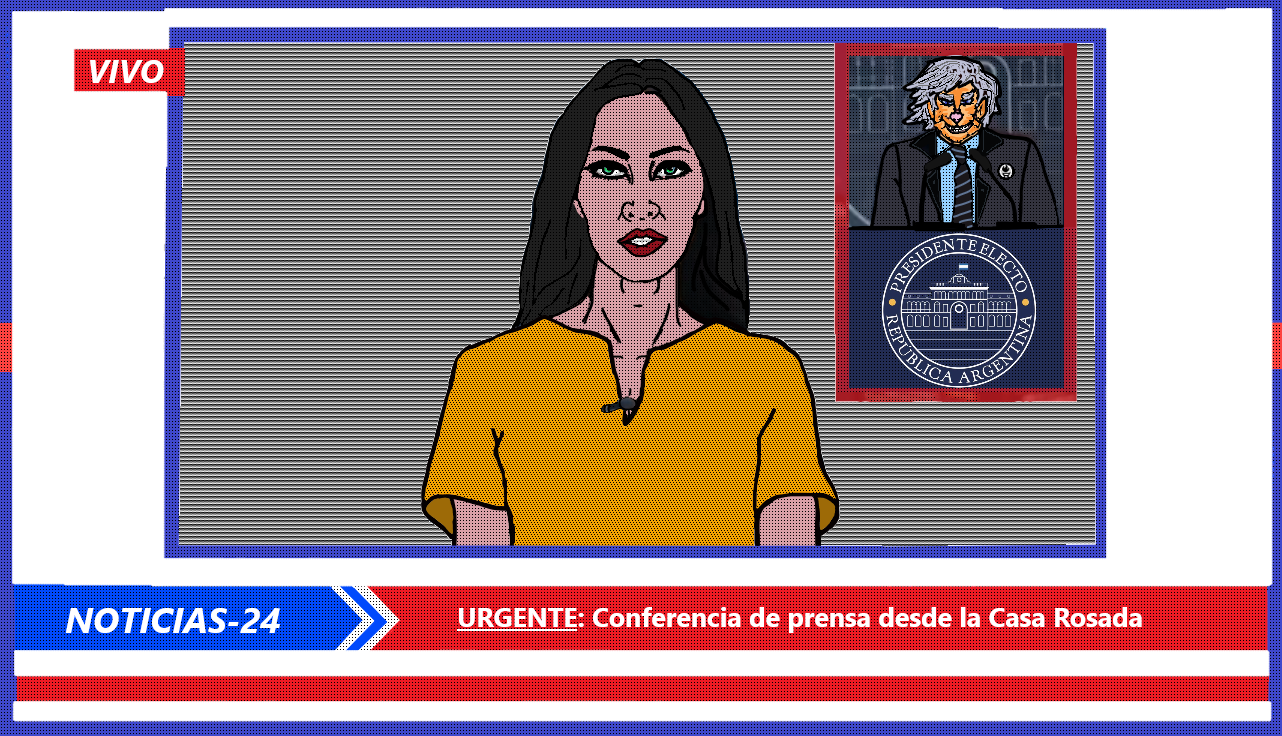 VIVO
PRESIDENTE ELECTO
REPÚBLICA ARGENTINA
NOTICIAS-24
URGENTE: Conferencia de prensa desde la Casa Rosada